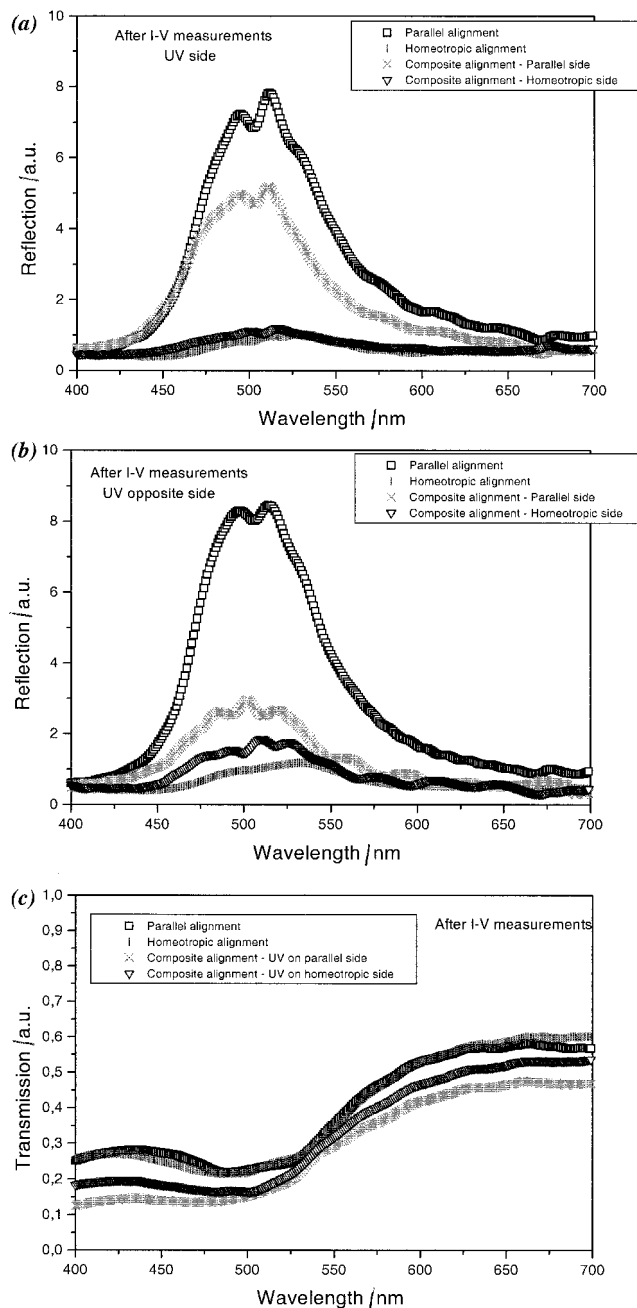 (a)
After I-V measurements
UV side
Parallel alignment
Homeotropic alignment
Composite alignment - Parallel side
Composite alignment - Homeotropic side
10
8
6
4
2
0
Reflection /a.u.
400 450 500 550 600 650 700
Wavelength /nm
(b)
After I-V measurements
UV opposite side
Parallel alignment
Homeotropic alignment
Composite alignment - Parallel side
Composite alignment - Homeotropic side
10
8
6
4
2
0
Reflection /a.u.
400 450 500 550 600 650 700
Wavelength /nm
(c)
After I-V measurements
Parallel alignment
Homeotropic alignment
Composite alignment - UV on parallel side
Composite alignment - UV on homeotropic side
1,0
0,9
0,8
0,7
0,6
0,5
0,4
0,3
0,2
0,1
0,0
Transmission /a.u.
400 450 500 550 600 650 700
Wavelength /nm